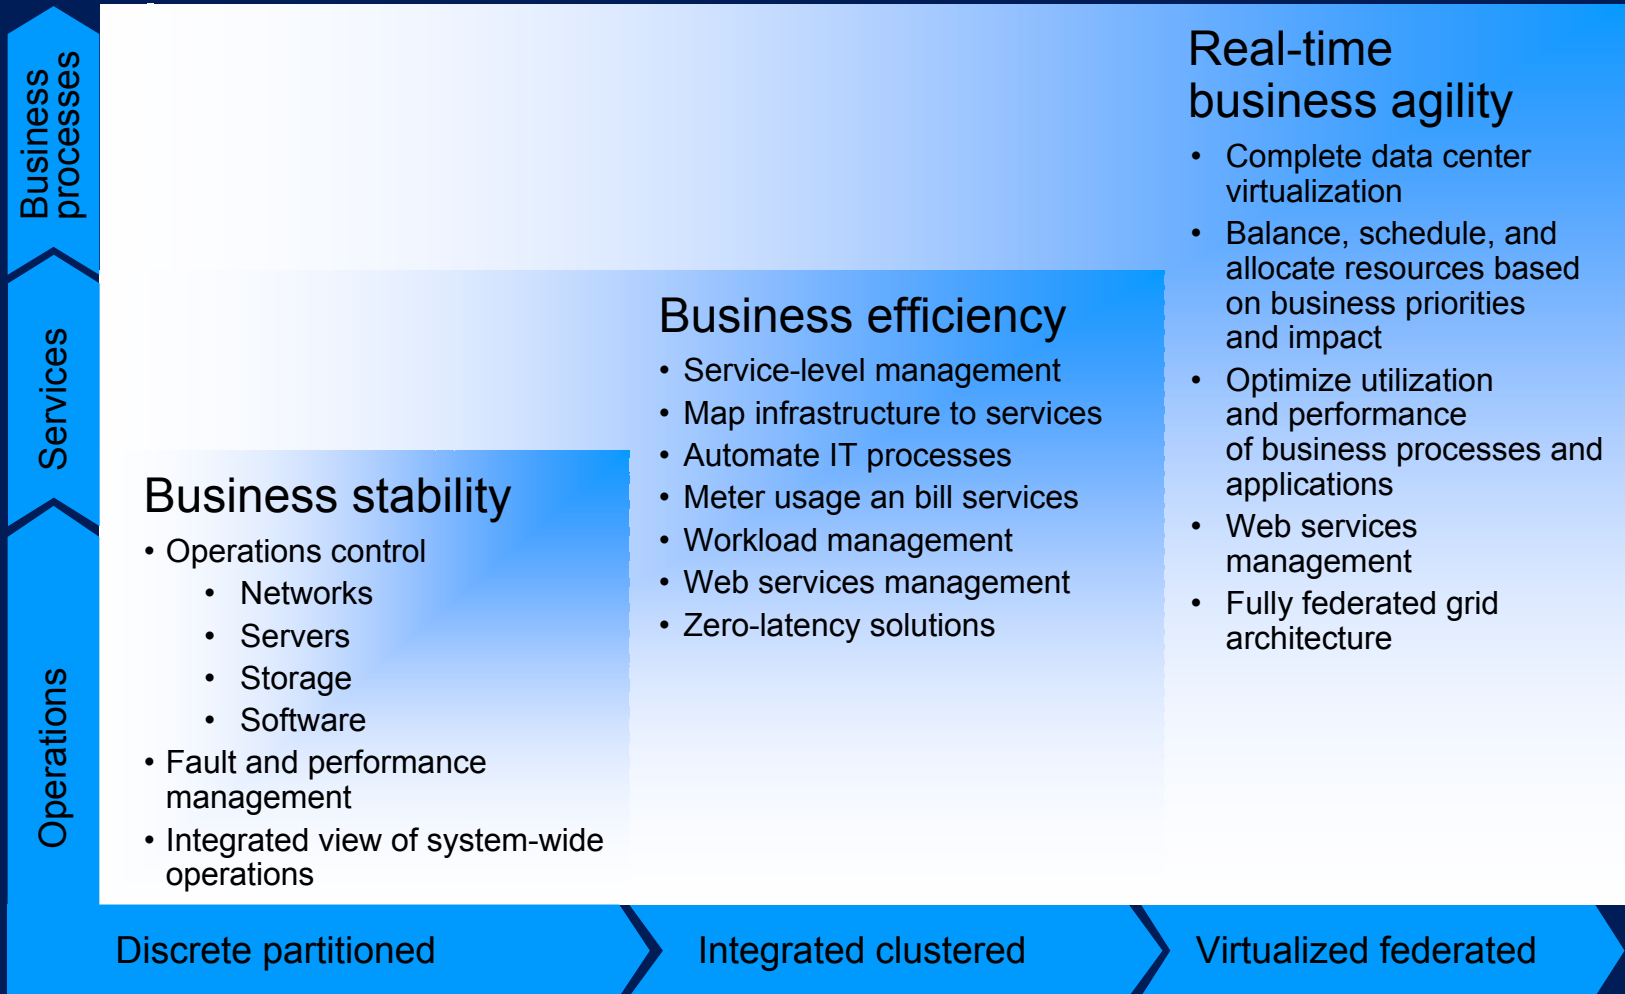 Business
processes
Services
Operations
Real-time
business agility
• Complete data center
virtualization
• Balance, schedule, and
allocate resources based
on business priorities
and impact
• Optimize utilization
and performance
of business processes and
applications
• Web services
management
• Fully federated grid
architecture
Business efficiency
• Service-level management
• Map infrastructure to services
• Automate IT processes
• Meter usage an bill services
• Workload management
• Web services management
• Zero-latency solutions
Business stability
• Operations control
• Networks
• Servers
• Storage
• Software
• Fault and performance
management
• Integrated view of system-wide
operations
Discrete partitioned
Integrated clustered
Virtualized federated